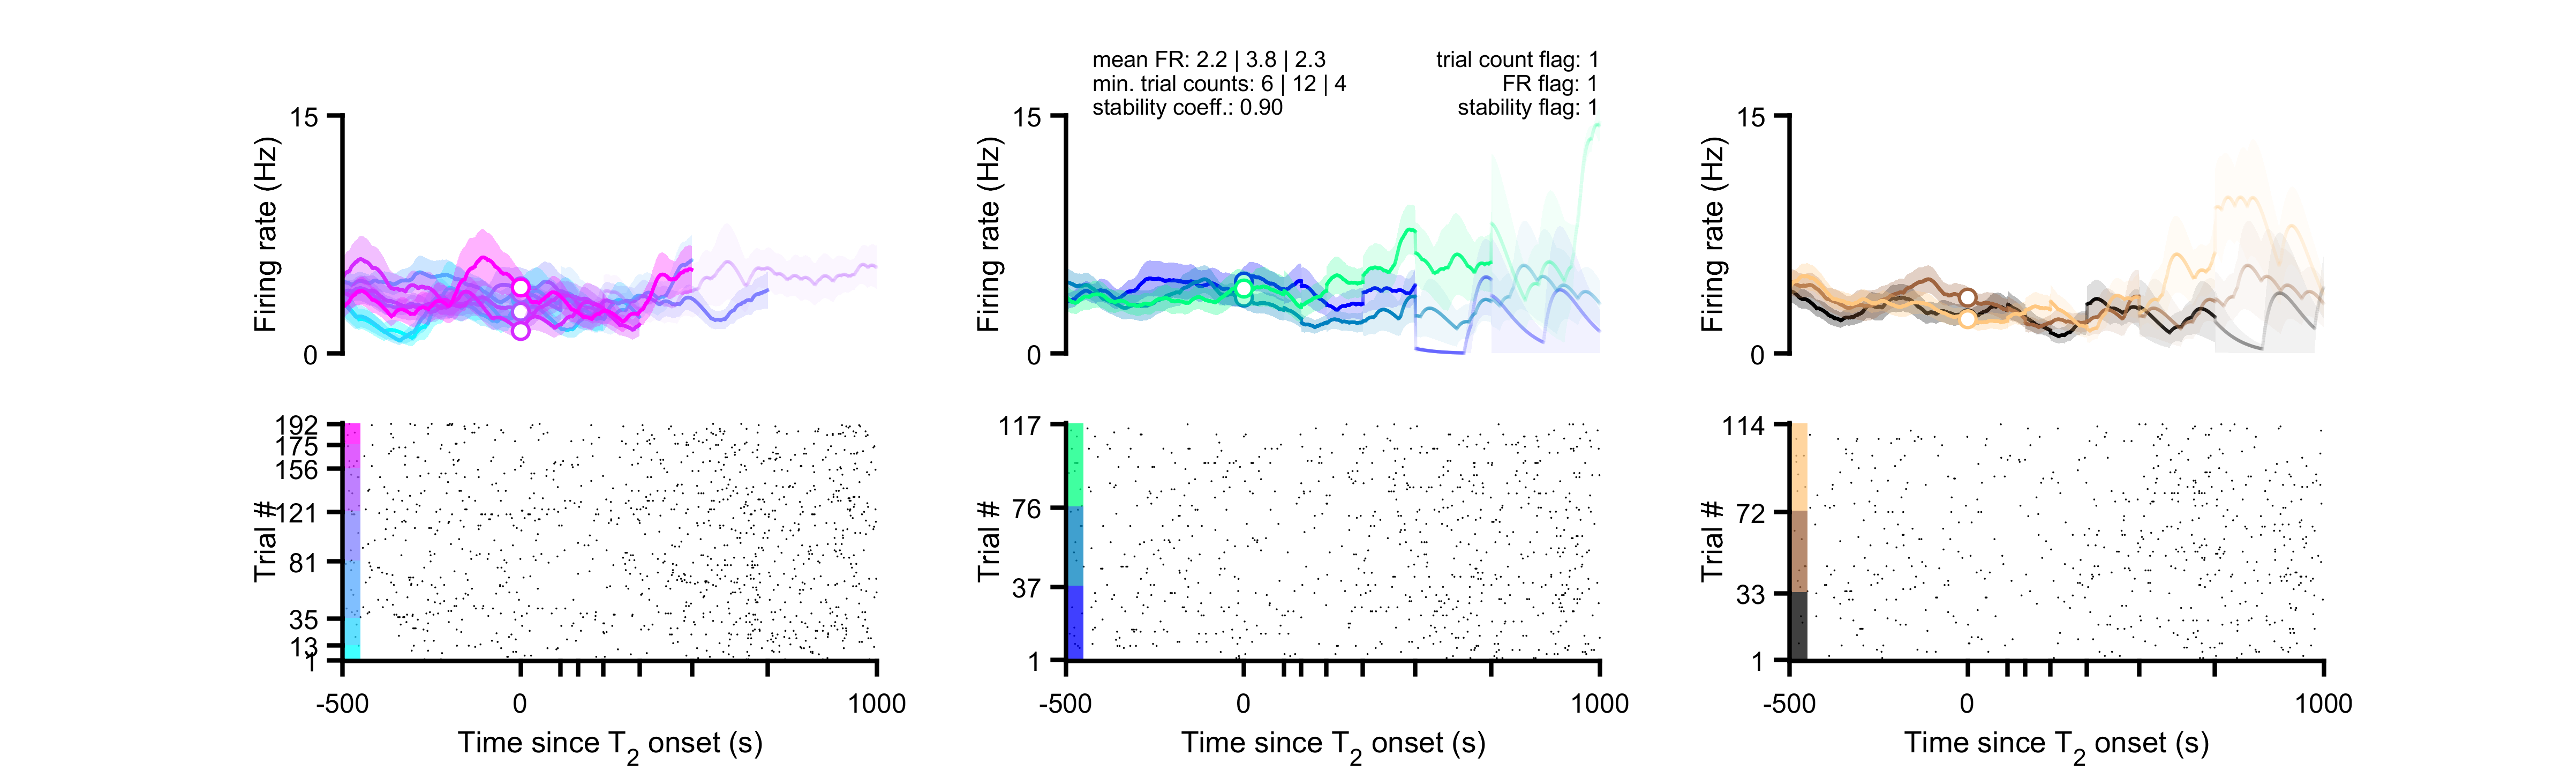 mean FR: 2.2 | 3.8 | 2.3
min. trial counts: 6 | 12 | 4
stability coeff.: 0.90
trial count flag: 1
FR flag: 1
stability flag: 1
15
Firing rate (Hz)
0
15
Firing rate (Hz)
0
15
Firing rate (Hz)
0
192
175
156
121
81
35
13
1
Trial #
-500 0 1000
Time since T2 onset (s)
117
76
37
1
Trial #
-500 0 1000
Time since T2 onset (s)
114
72
33
1
Trial #
-500 0 1000
Time since T2 onset (s)